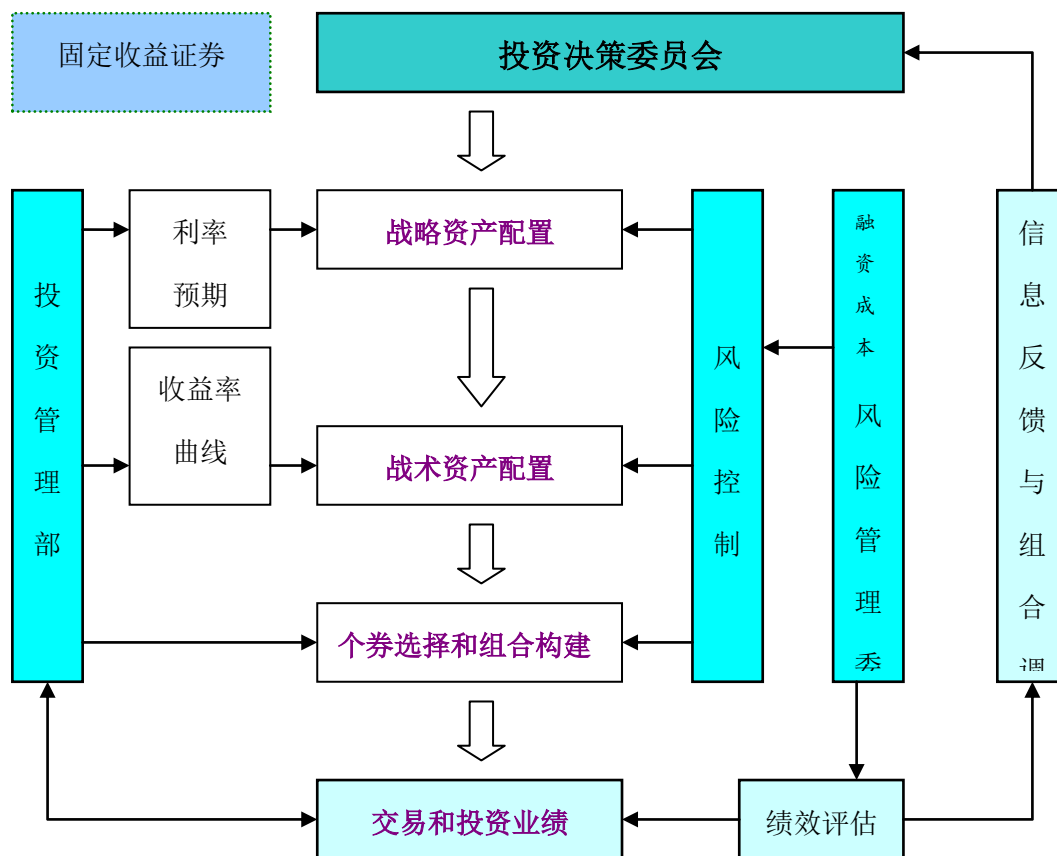 固定收益证券
投资决策委员会
投资管理部
利率
预期
战略资产配置
收益率
曲线
战术资产配置
个券选择和组合构建
风险控制
融资成本
风险管理委
信息反馈与组合调
交易和投资业绩
绩效评估